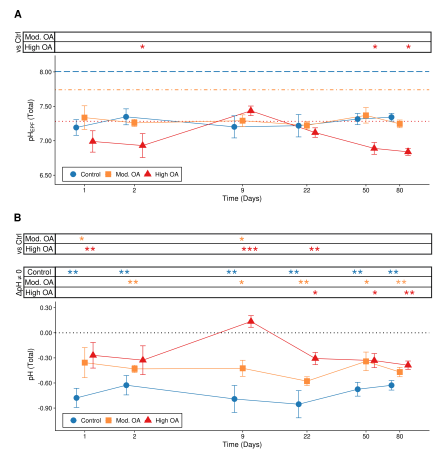 A
vs Ctrl
Mod. OA
High OA
*
*
*
pH EPF (Total)
8.00
7.50
7.00
6.50
Control Mod. OA High OA
1 2 9 22 50 80
Time (Days)
B
vs Ctrl
Mod. OA
* *
High OA
** *** **
ΔpH ≠ 0
Control
** ** ** ** ** **
Mod. OA
** * ** * **
High OA
* * **
pH (Total)
0.30
0.00
-0.30
-0.60
-0.90
Control Mod. OA High OA
1 2 9 22 50 80
Time (Days)